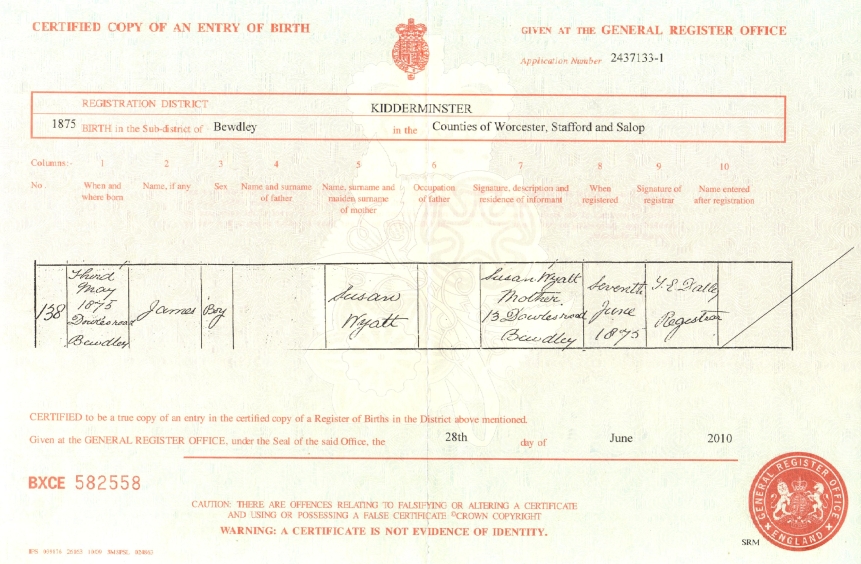 CERTIFIED COPY OF AN ENTRY OF BIRTH
GIVEN AT THE GENERAL REGISTER OFFICE
Application Number 2437133-1
REGISTRATION DISTRICT
KIDDERMINSTER
1875 BIRTH in the Sub-district of Bewdley in the Counties of Worcester, Stafford and Salop
Columns:- 1 2 3 4 5 6 7 8 9 10
No. When and where born
Name, if any
Sex
Name and surname of father
Name, surname and maiden surname of mother
Occupation of father
Signature, description and residence of informant
When registered
Signature of registrar
Name entered after registration
138
Third
May
1875
Dowles road
Bewdley
James
Boy
Susan
Wyatt
Susan Wyatt
Mother
13 Dowles road
Bewdley
Seventh
June
1875
Registrar
CERTIFIED to be a true copy of an entry in the certified copy of a Register of Births in the District above mentioned.
Given at the GENERAL REGISTER OFFICE, under the Seal of the said Office, the 28th day of June 2010
BXCE 582558
CAUTION: THERE ARE OFFENCES RELATING TO FALSIFYING OR ALTERING A CERTIFICATE
AND USING OR POSSESSING A FALSE CERTIFICATE. ©CROWN COPYRIGHT
WARNING: A CERTIFICATE IS NOT EVIDENCE OF IDENTITY.
GENERAL REGISTER OFFICE
ENGLAND
SRM